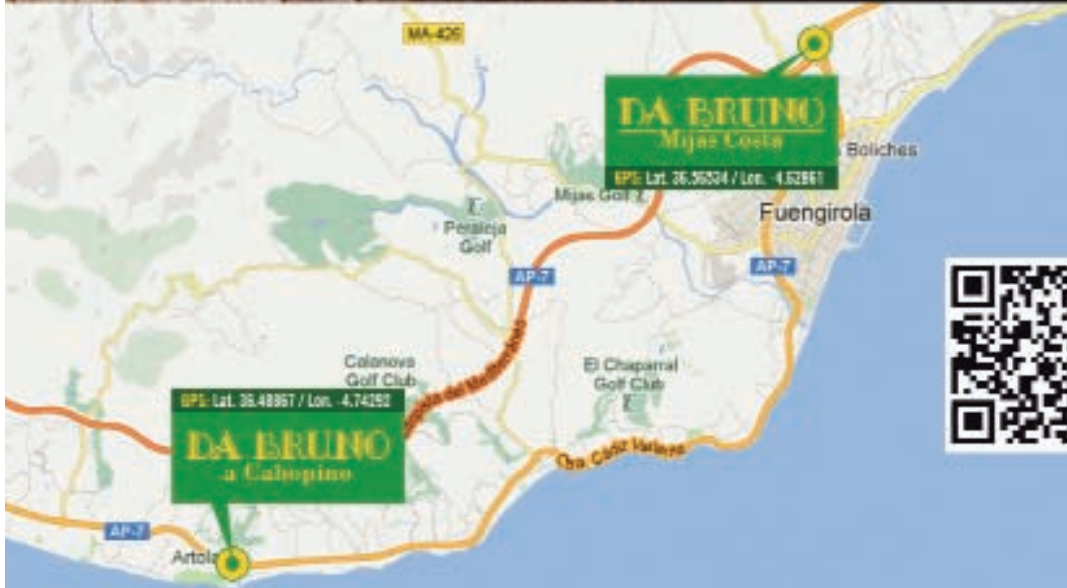 MA-426
DA BRUNO
Mijas Costa
GPS: Lat. 36.56534 / Lon. -4.62861
Boliches
Mijas Golf
Fuengirola
Peraleja
Golf
AP-7
AP-7
Calanova
Golf Club
El Chaparral
Golf Club
GPS: Lat. 36.48867 / Lon. -4.74292
DA BRUNO
a Cabopino
Ctra Cádiz Variante
AP-7
Artola